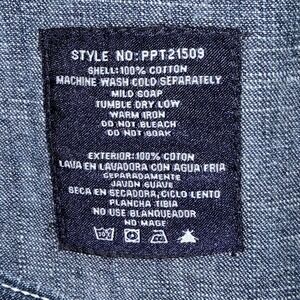 STYLE NO:PPT21509
SHELL:100% COTTON
MACHINE WASH COLD SEPARATELY
MILD SOAP
TUMBLE DRY LOW
WARM IRON
DO NOT BLEACH
DO NOT SOAK
EXTERIOR:100% COTON
LAVA EN LAVADORA CON AGUA FRIA
SEPARADAMENTE
JAVON SUAVE
SECA EN SECADORA, CICLO LENTO
PLANCHA TIBIA
NO USE BLANQUEADOR
NO MAGE